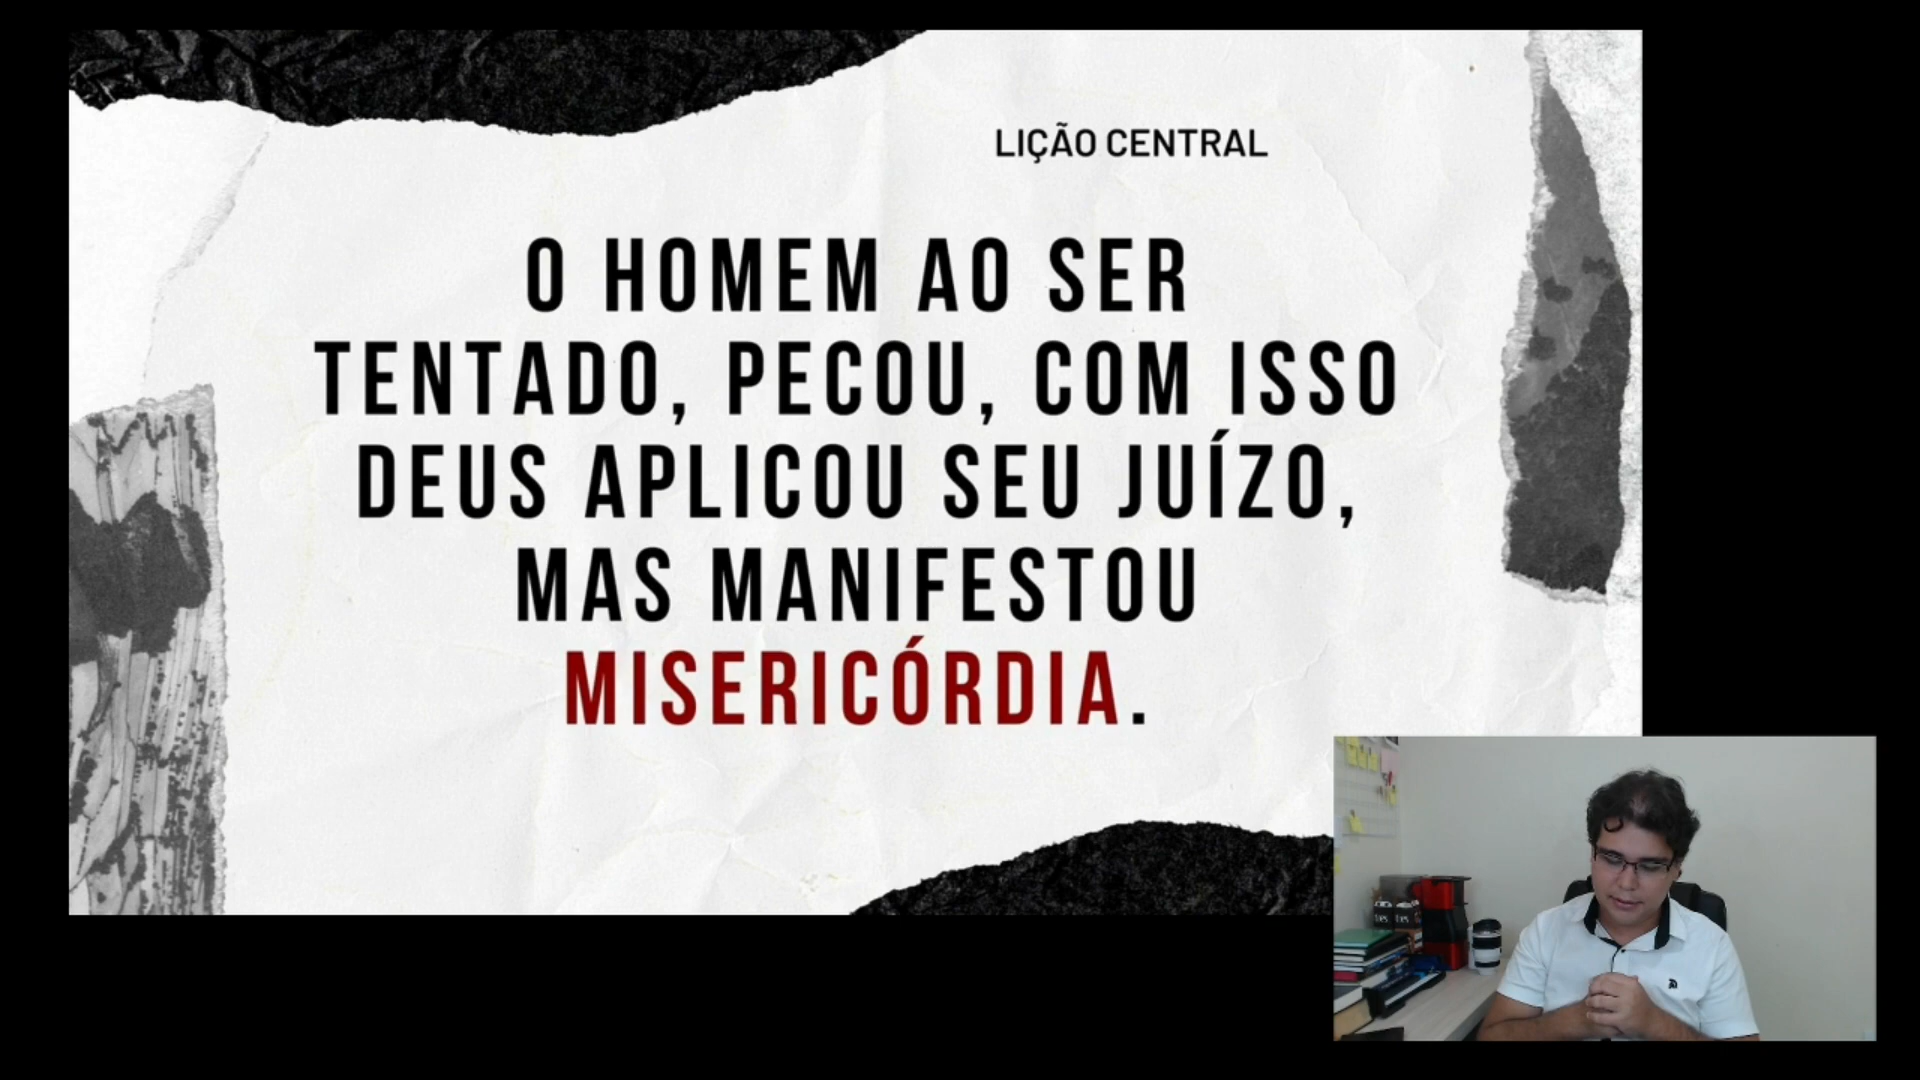 LIÇÃO CENTRAL
O HOMEM AO SER
TENTADO, PECOU, COM ISSO
DEUS APLICOU SEU JUÍZO,
MAS MANIFESTOU
MISERICÓRDIA.